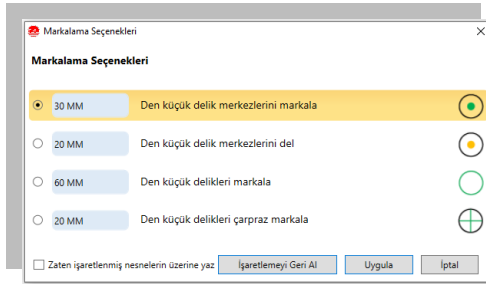 Markalama Seçenekleri
Markalama Seçenekleri
30 MM Den küçük delik merkezlerini markala
20 MM Den küçük delik merkezlerini del
60 MM Den küçük delikleri markala
20 MM Den küçük delikleri çarpraz markala
Zaten işaretlenmiş nesnelerin üzerine yaz İşaretlemeyi Geri Al Uygula İptal